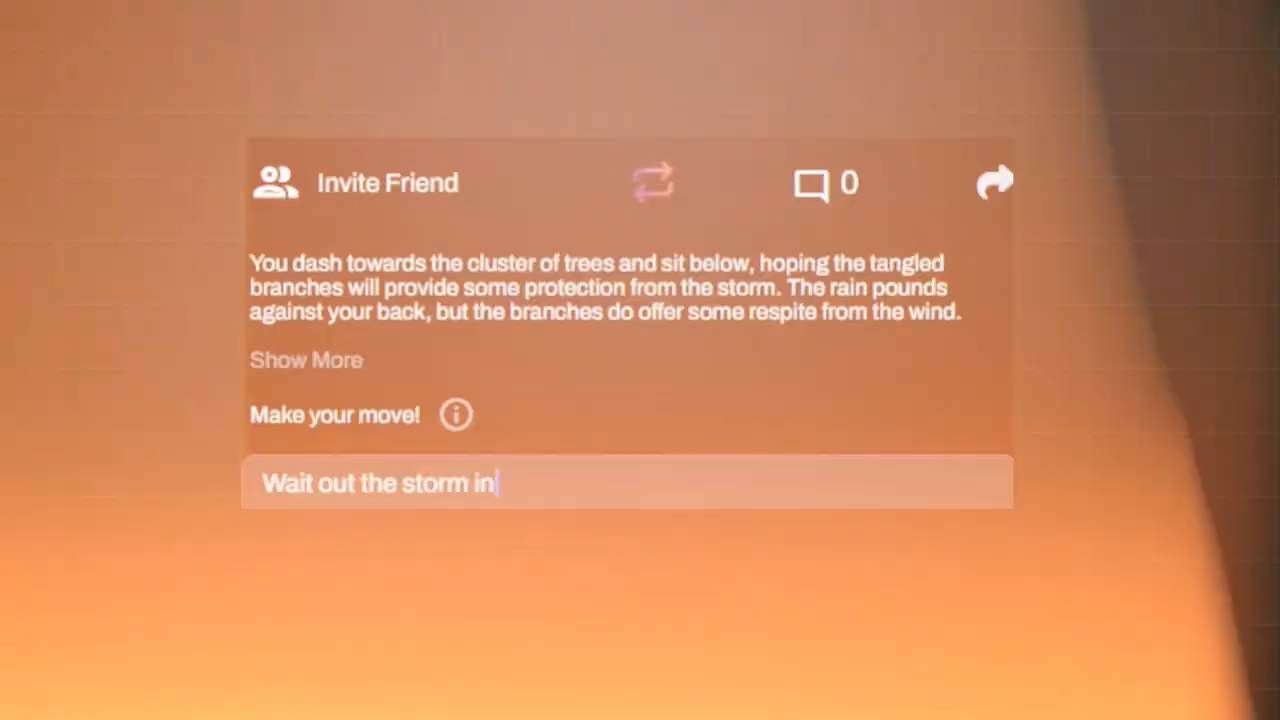 Invite Friend
0
You dash towards the cluster of trees and sit below, hoping the tangled
branches will provide some protection from the storm. The rain pounds
against your back, but the branches do offer some respite from the wind.
Show More
Make your move!
Wait out the storm in